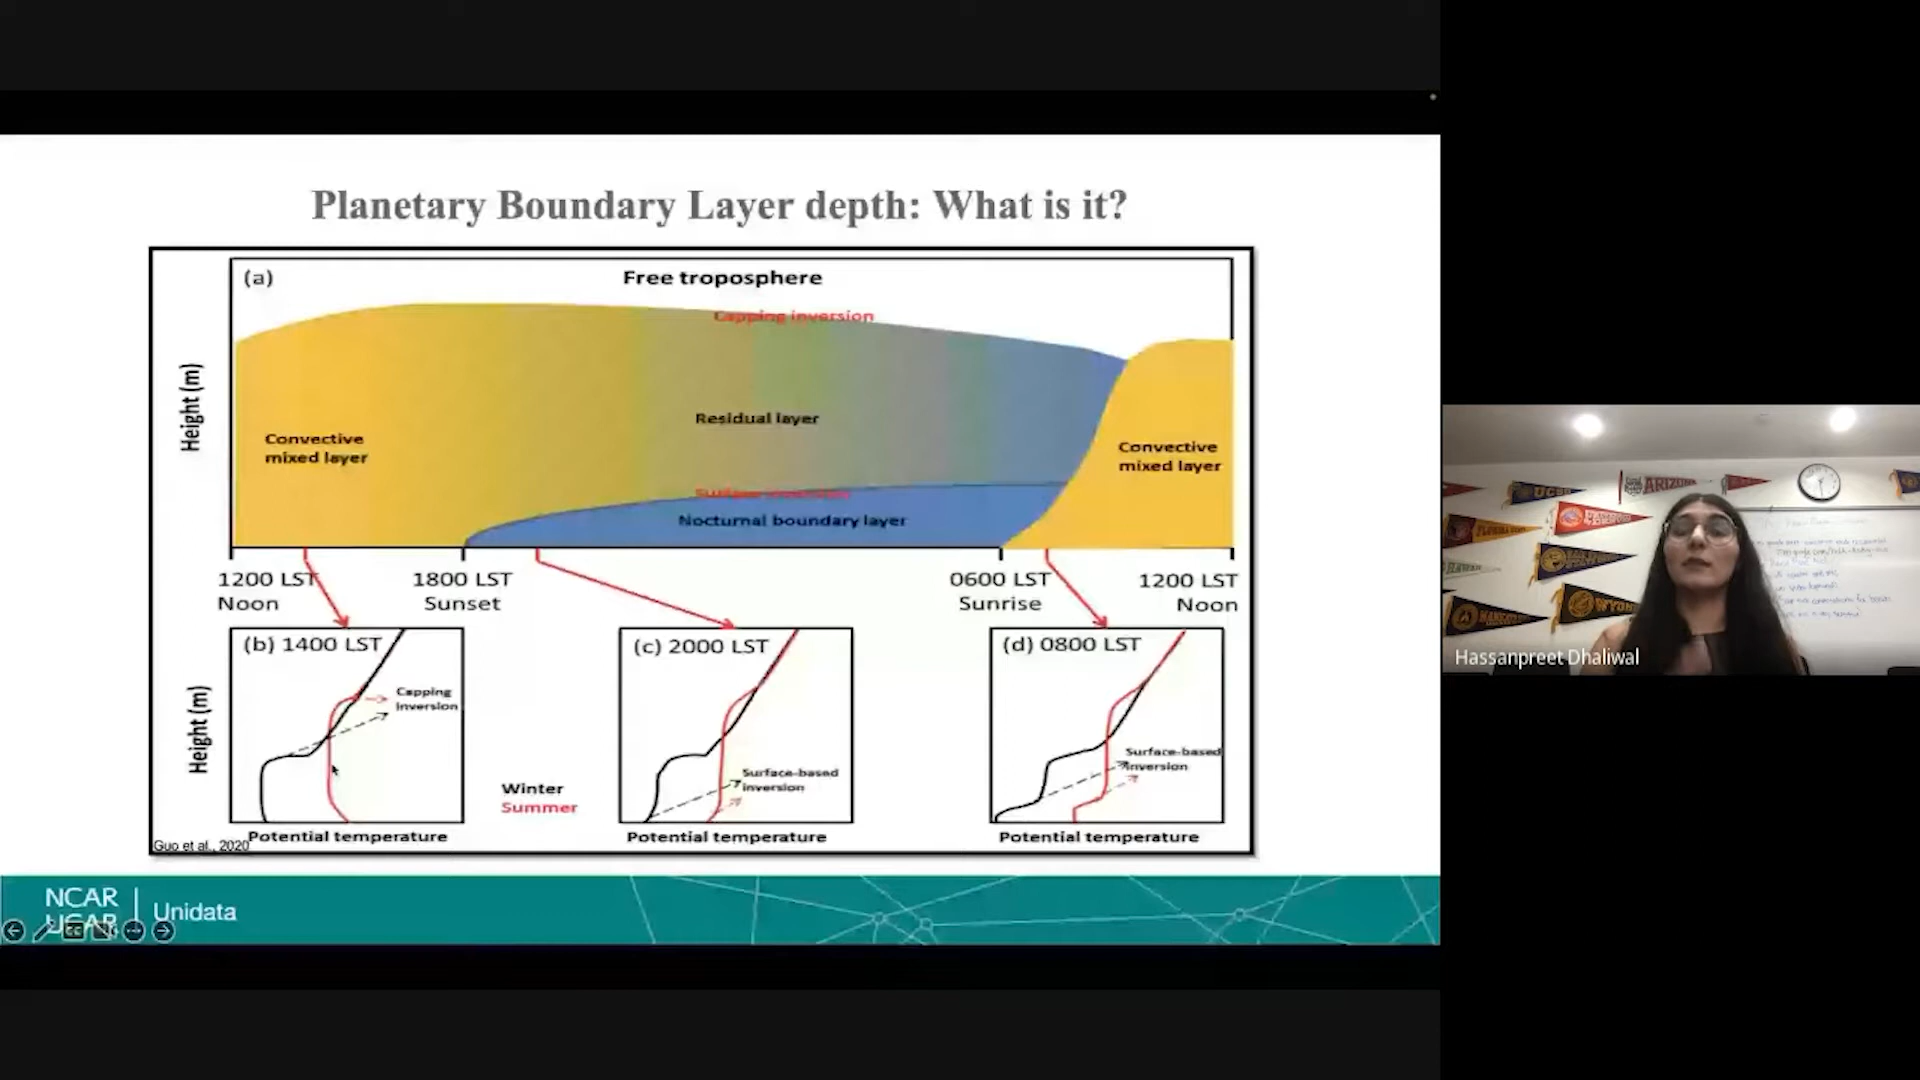 Planetary Boundary Layer depth: What is it?
(a)
Free troposphere
Capping inversion
Height (m)
Residual layer
Convective
mixed layer
Convective
mixed layer
Surface inversion
Nocturnal boundary layer
1200 LST
Noon
1800 LST
Sunset
0600 LST
Sunrise
1200 LST
Noon
(b) 1400 LST
(c) 2000 LST
(d) 0800 LST
Capping
inversion
Height (m)
Winter
Summer
Surface-based
inversion
Surface-based
inversion
Potential temperature
Potential temperature
Potential temperature
Guo et al., 2020
NCAR
UCAR
Unidata
ARIZONA
UCSD
WYO
Hassanpreet Dhaliwal